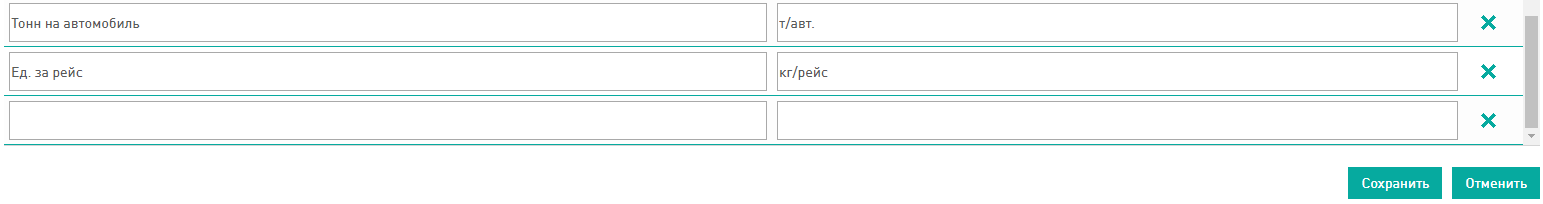 Тонн на автомобиль т/авт.
Ед. за рейс кг/рейс
Сохранить Отменить